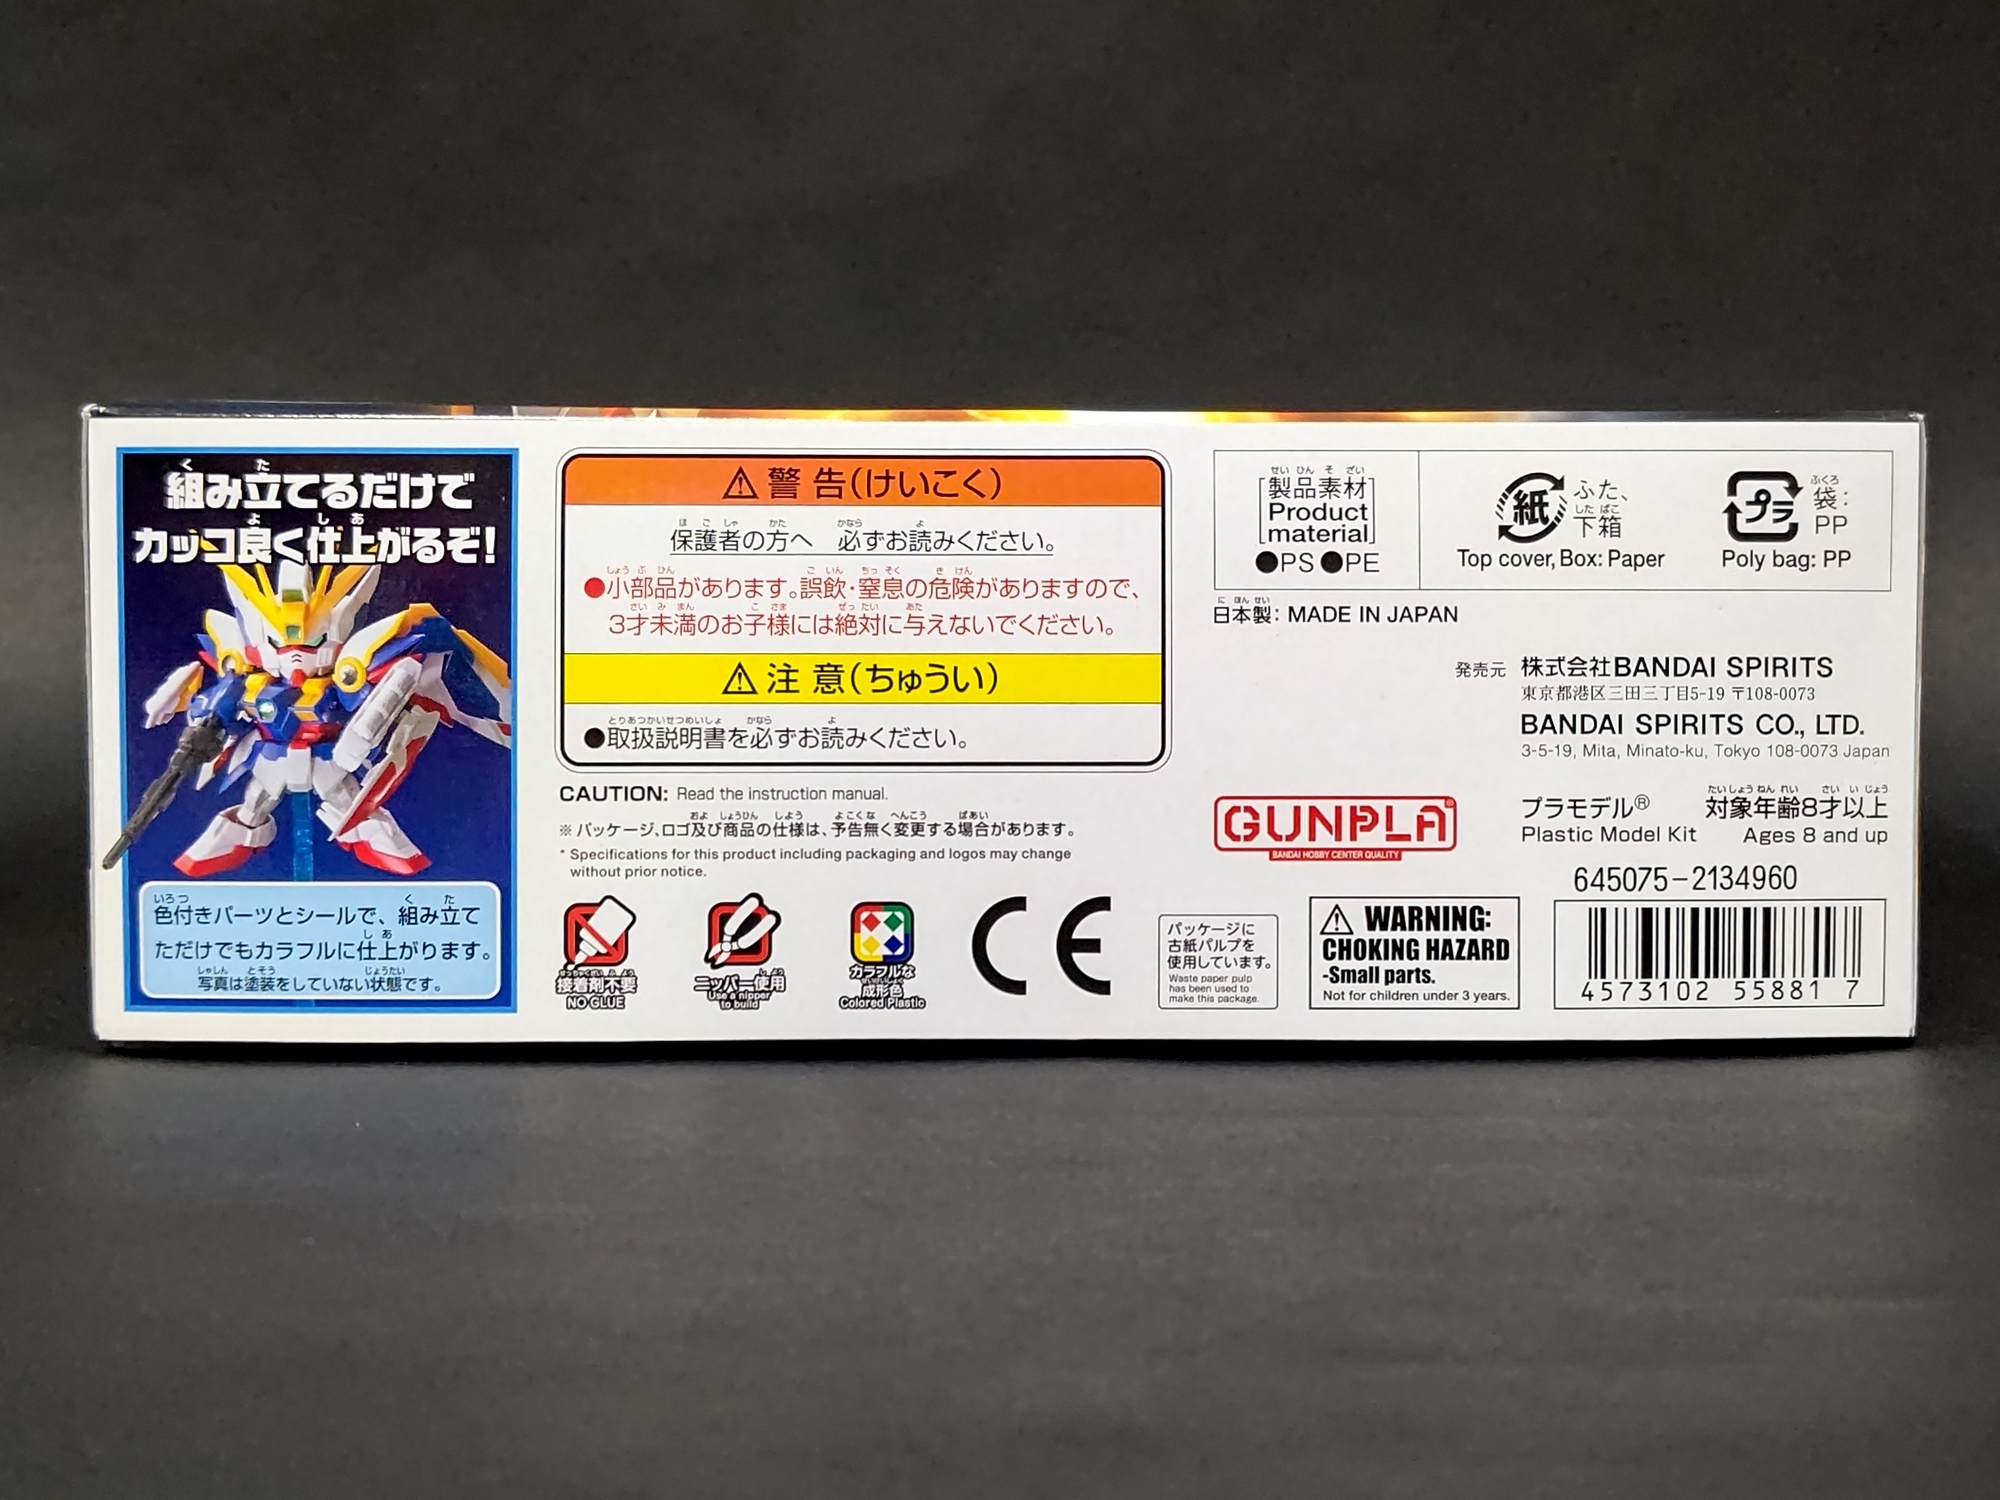 組み立てるだけで
カッコ良く仕上がるぞ!
色付きパーツとシールで、組み立て
ただけでもカラフルに仕上がります。
写真は塗装をしていない状態です。
⚠警告(けいこく)
保護者の方へ 必ずお読みください。
●小部品があります。誤飲・窒息の危険がありますので、
3才未満のお子様には絶対に与えないでください。
⚠注意(ちゅうい)
●取扱説明書を必ずお読みください。
CAUTION: Read the instruction manual.
※パッケージ、ロゴ及び商品の仕様は、予告無く変更する場合があります。
* Specifications for this product including packaging and logos may change
without prior notice.
接着剤不要
NO GLUE
ニッパー使用
Use a nipper
to build
カラフルな
成形色
Colored Plastic
CE
パッケージに
古紙パルプを
使用しています。
Waste paper pulp
has been used to
make this package.
[製品素材]
[Product
material]
●PS ●PE
紙
ふた、
下箱
Top cover, Box: Paper
プラ
袋:
PP
Poly bag: PP
日本製: MADE IN JAPAN
発売元 株式会社BANDAI SPIRITS
東京都港区三田三丁目5-19 〒108-0073
BANDAI SPIRITS CO., LTD.
3-5-19, Mita, Minato-ku, Tokyo 108-0073 Japan
GUNPLA®
BANDAI HOBBY CENTER QUALITY
プラモデル® 対象年齢8才以上
Plastic Model Kit Ages 8 and up
645075-2134960
⚠WARNING:
CHOKING HAZARD
-Small parts.
Not for children under 3 years.
4573102 55881 7